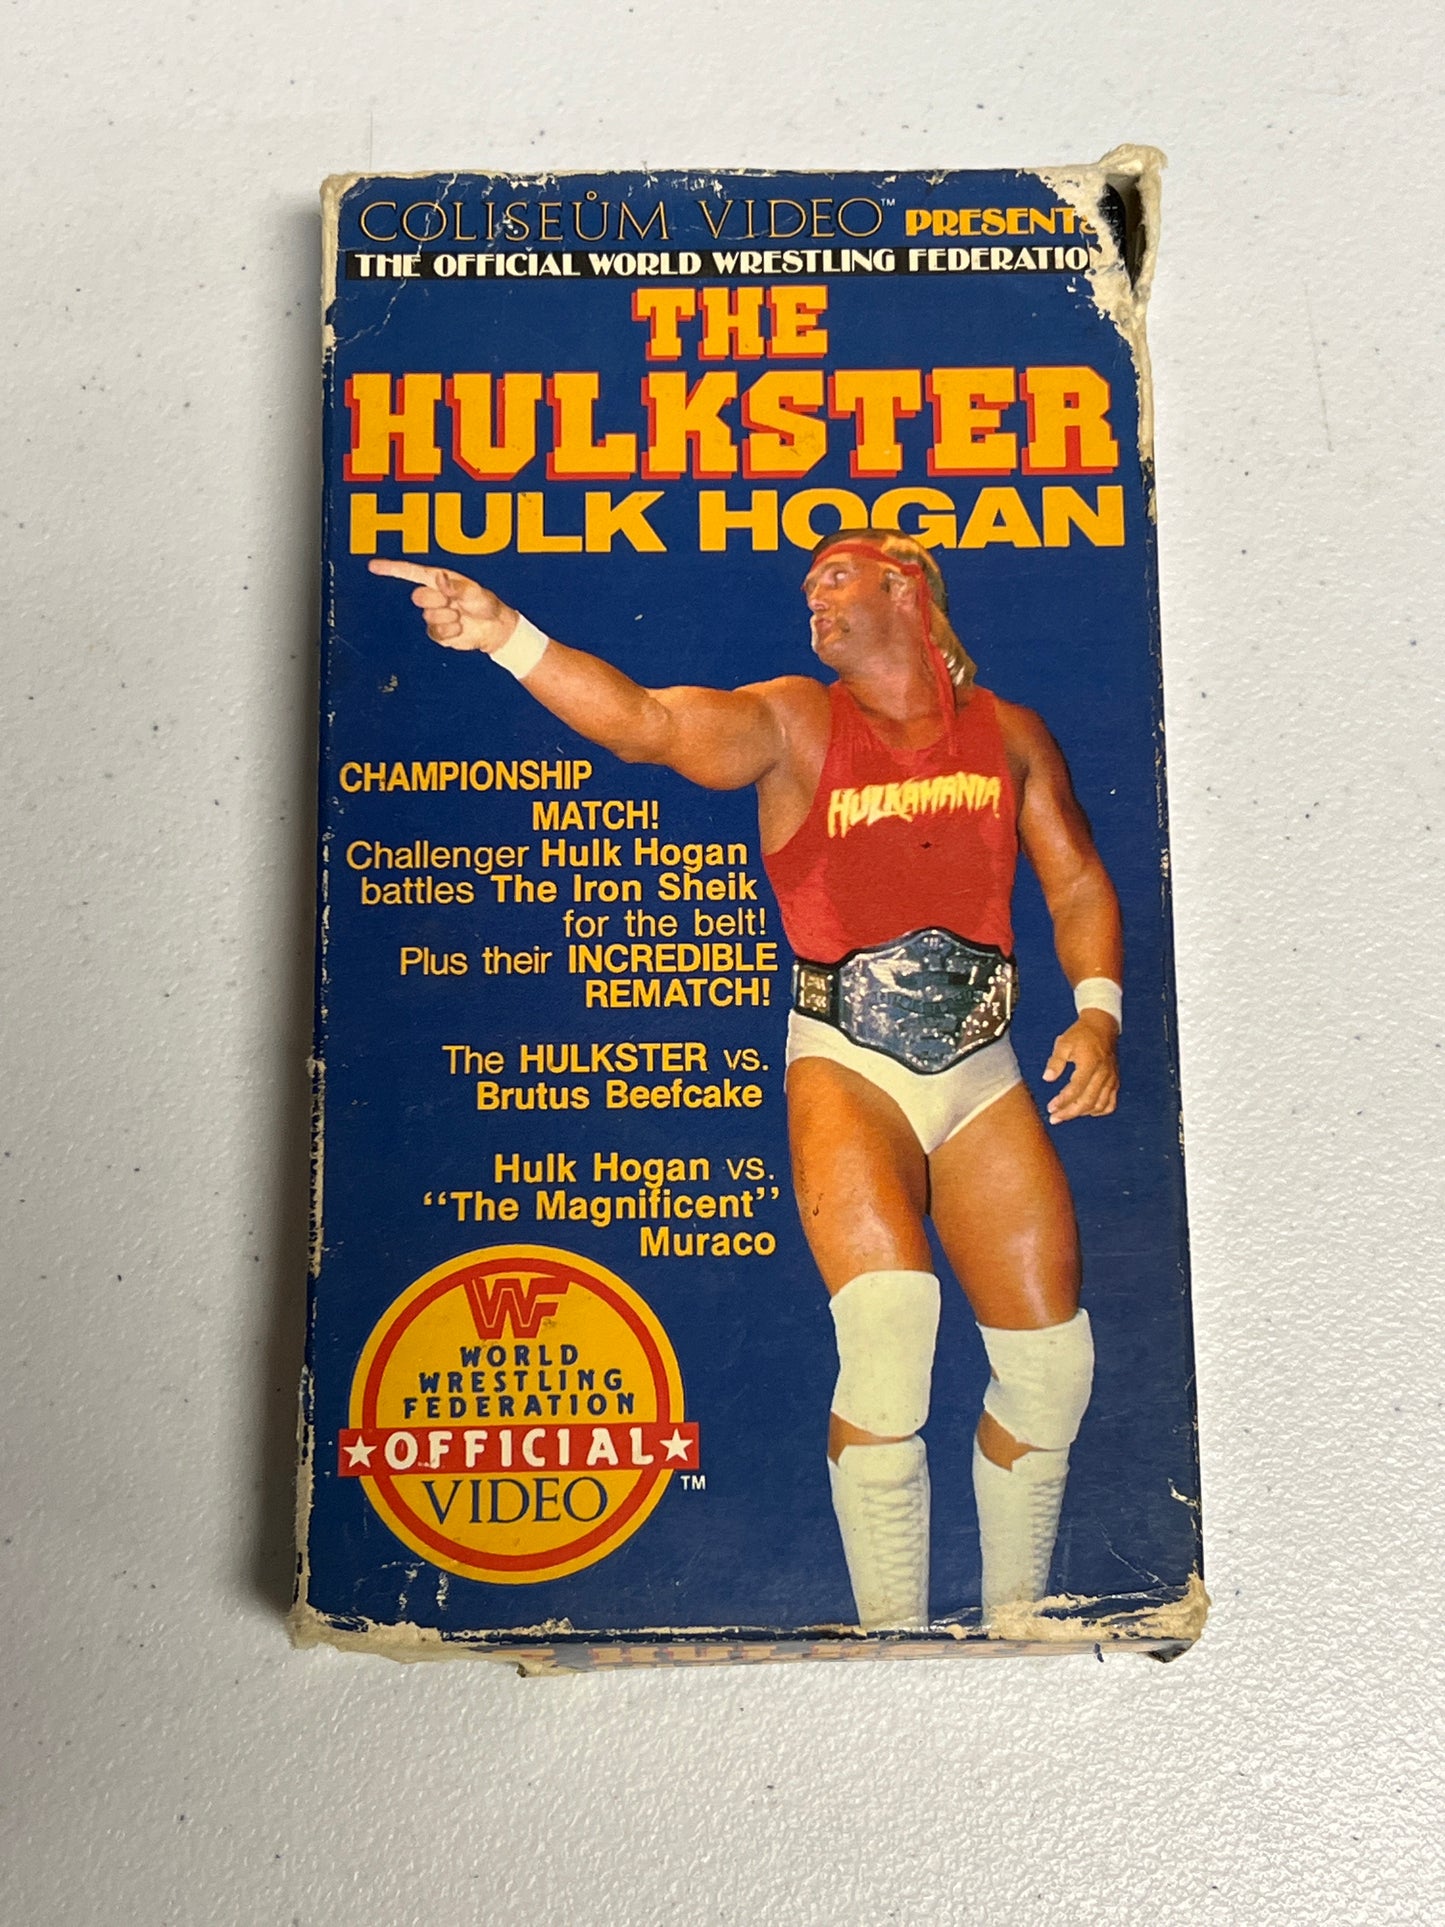 COLISEUM VIDEO™ PRESENTS
THE OFFICIAL WORLD WRESTLING FEDERATION
THE
HULKSTER
HULK HOGAN
HULKAMANIA
CHAMPIONSHIP
MATCH!
Challenger Hulk Hogan
battles The Iron Sheik
for the belt!
Plus their INCREDIBLE
REMATCH!
The HULKSTER vs.
Brutus Beefcake
Hulk Hogan vs.
“The Magnificent”
Muraco
WF
WORLD
WRESTLING
FEDERATION
★OFFICIAL★
VIDEO
TM